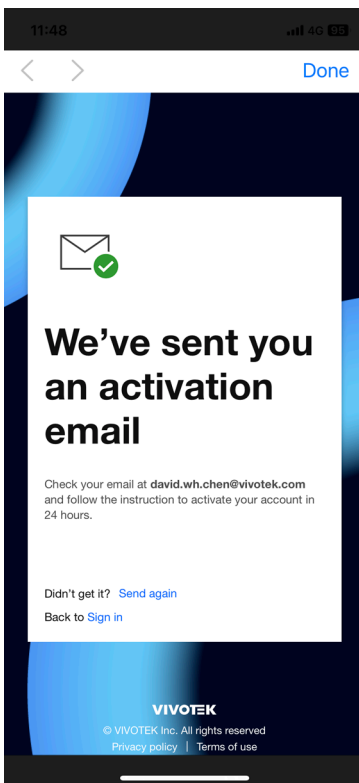 11:48 4G 95
Done
We've sent you
an activation
email
Check your email at david.wh.chen@vivotek.com
and follow the instruction to activate your account in
24 hours.
Didn't get it? Send again
Back to Sign in
VIVOTEK
© VIVOTEK Inc. All rights reserved
Privacy policy | Terms of use